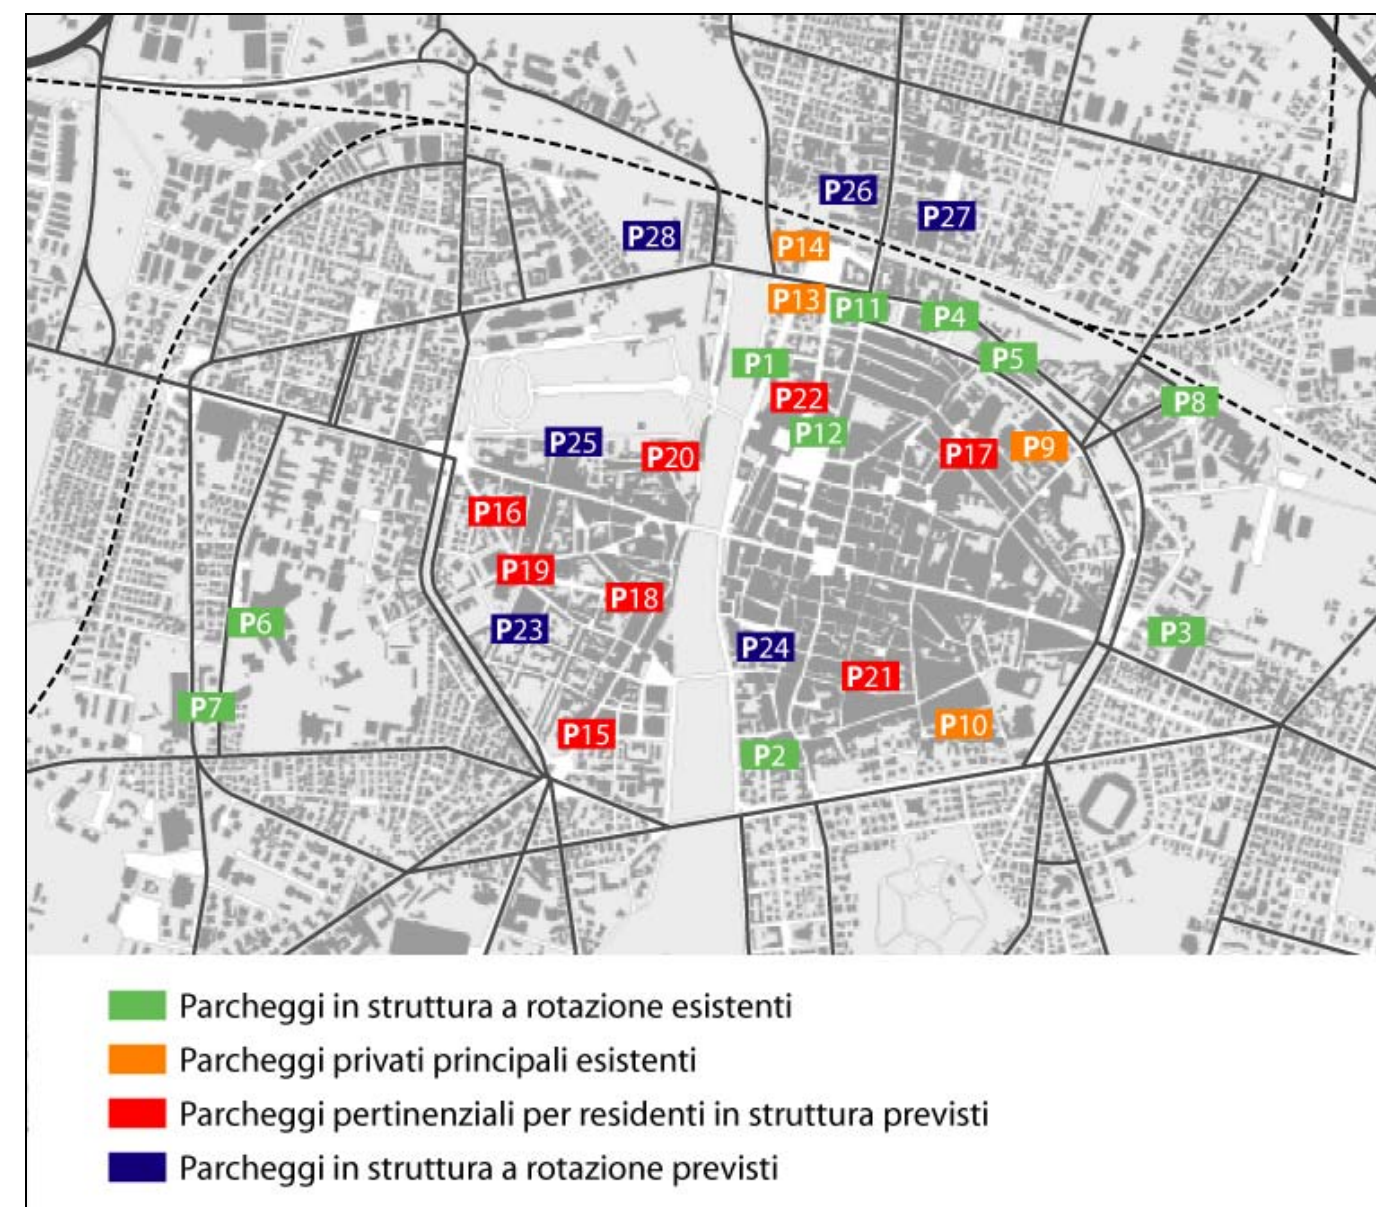 P26
P27
P28
P14
P13
P11
P4
P5
P1
P22
P8
P12
P25
P20
P17
P9
P16
P19
P18
P6
P23
P3
P24
P21
P7
P10
P15
P2
Parcheggi in struttura a rotazione esistenti
Parcheggi privati principali esistenti
Parcheggi pertinenziali per residenti in struttura previsti
Parcheggi in struttura a rotazione previsti